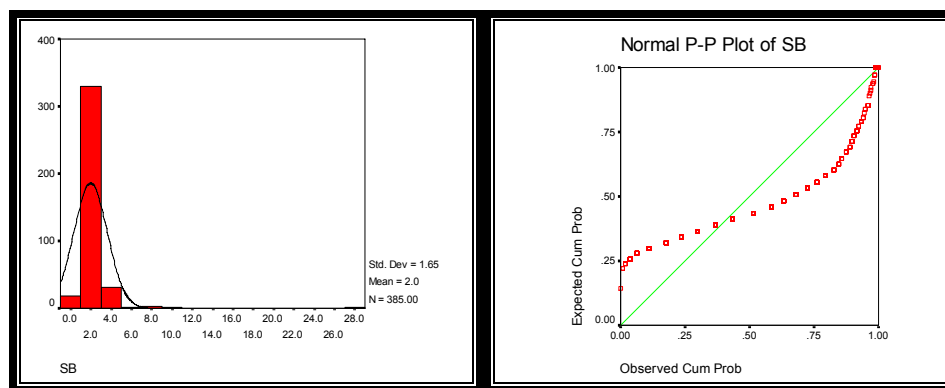 400
300
200
100
0
0.0 4.0 8.0 12.0 16.0 20.0 24.0 28.0
2.0 6.0 10.0 14.0 18.0 22.0 26.0
SB
Std. Dev = 1.65
Mean = 2.0
N = 385.00
Normal P-P Plot of SB
Expected Cum Prob
1.00
.75
.50
.25
0.00
0.00 .25 .50 .75 1.00
Observed Cum Prob